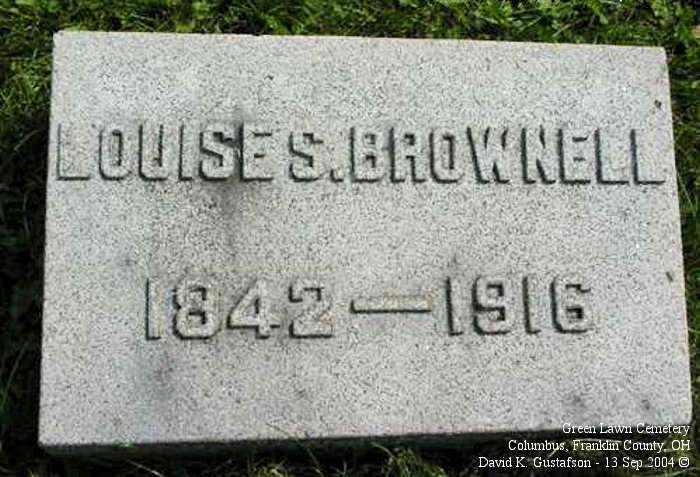 LOUISE S. BROWNELL
1842 — 1916
Green Lawn Cemetery
Columbus, Franklin County, OH
David K. Gustafson - 13 Sep 2004 ©